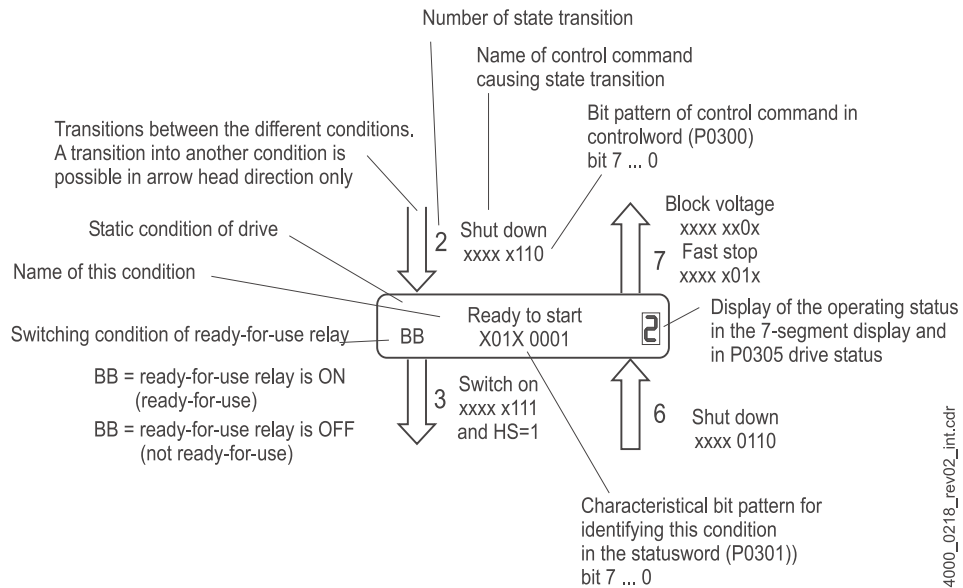 Number of state transition
Name of control command
causing state transition
Bit pattern of control command in
controlword (P0300)
bit 7 ... 0
Transitions between the different conditions.
A transition into another condition is
possible in arrow head direction only
Static condition of drive
Name of this condition
Switching condition of ready-for-use relay
BB = ready-for-use relay is ON
(ready-for-use)
BB = ready-for-use relay is OFF
(not ready-for-use)
2
Shut down
xxxx x110
Block voltage
xxxx xx0x
Fast stop
xxxx x01x
7
BB
Ready to start
X01X 0001
2
Display of the operating status
in the 7-segment display and
in P0305 drive status
3
Switch on
xxxx x111
and HS=1
6
Shut down
xxxx 0110
Characteristical bit pattern for
identifying this condition
in the statusword (P0301))
bit 7 ... 0
4000_0218_rev02_int.cdr